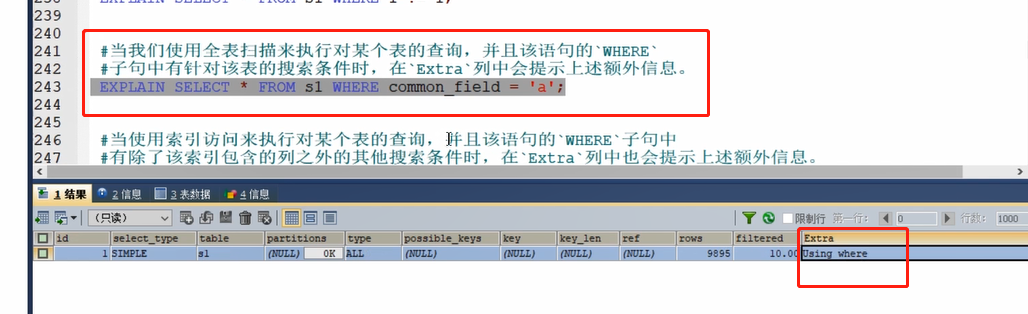 239
240
241 #当我们使用全表扫描来执行对某个表的查询，并且该语句的`WHERE`
242 #子句中有针对该表的搜索条件时，在`Extra`列中会提示上述额外信息。
243 EXPLAIN SELECT * FROM s1 WHERE common_field = 'a';
244
245
246 #当使用索引访问来执行对某个表的查询，并且该语句的`WHERE`子句中
247 #有除了该索引包含的列之外的其他搜索条件时，在`Extra`列中也会提示上述额外信息。
1 结果 2 信息 3 表数据 4 信息
（只读） 限制行 第一行： 0 行数： 1000
id select_type table partitions type possible_keys key key_len ref rows filtered Extra
1 SIMPLE s1 (NULL) 0K ALL (NULL) (NULL) (NULL) (NULL) 9895 10.00 Using where